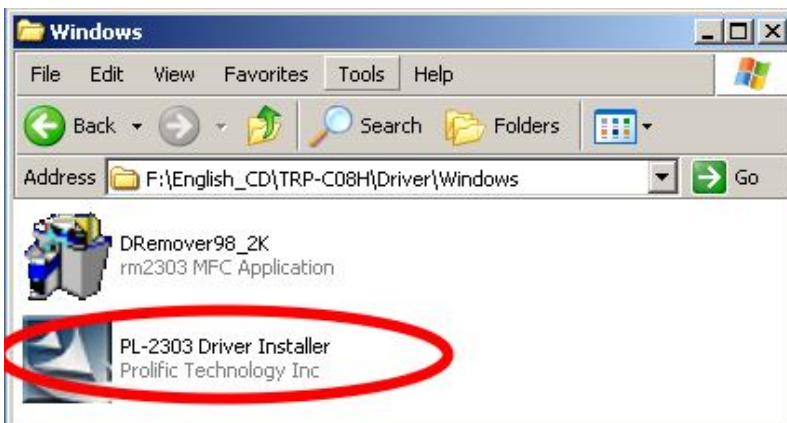 Windows
File Edit View Favorites Tools Help
Back Search Folders
Address F:\English_CD\TRP-C08H\Driver\Windows Go
DRemover98_2K
rm2303 MFC Application
PL-2303 Driver Installer
Prolific Technology Inc